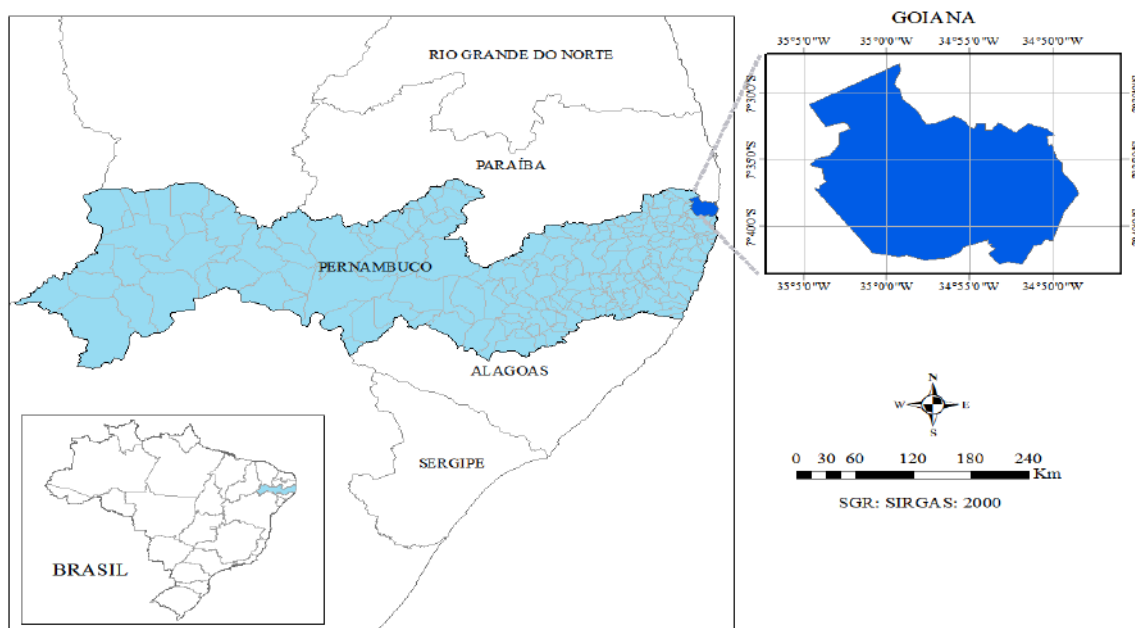 RIO GRANDE DO NORTE
PARAÍBA
PERNAMBUCO
ALAGOAS
SERGIPE
BRASIL
GOIANA
35°5'0"W 35°0'0"W 34°55'0"W 34°50'0"W
7°30'0"S
7°35'0"S
7°40'0"S
35°5'0"W 35°0'0"W 34°55'0"W 34°50'0"W
N
W E
S
0 30 60 120 180 240
Km
SGR: SIRGAS: 2000